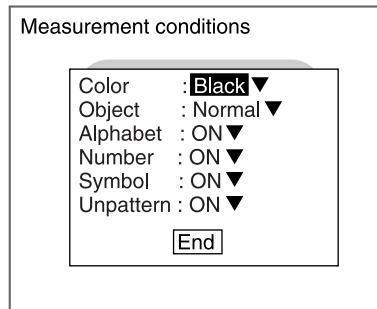 Measurement conditions
Color : Black ▼
Object : Normal ▼
Alphabet : ON ▼
Number : ON ▼
Symbol : ON ▼
Unpattern : ON ▼
End